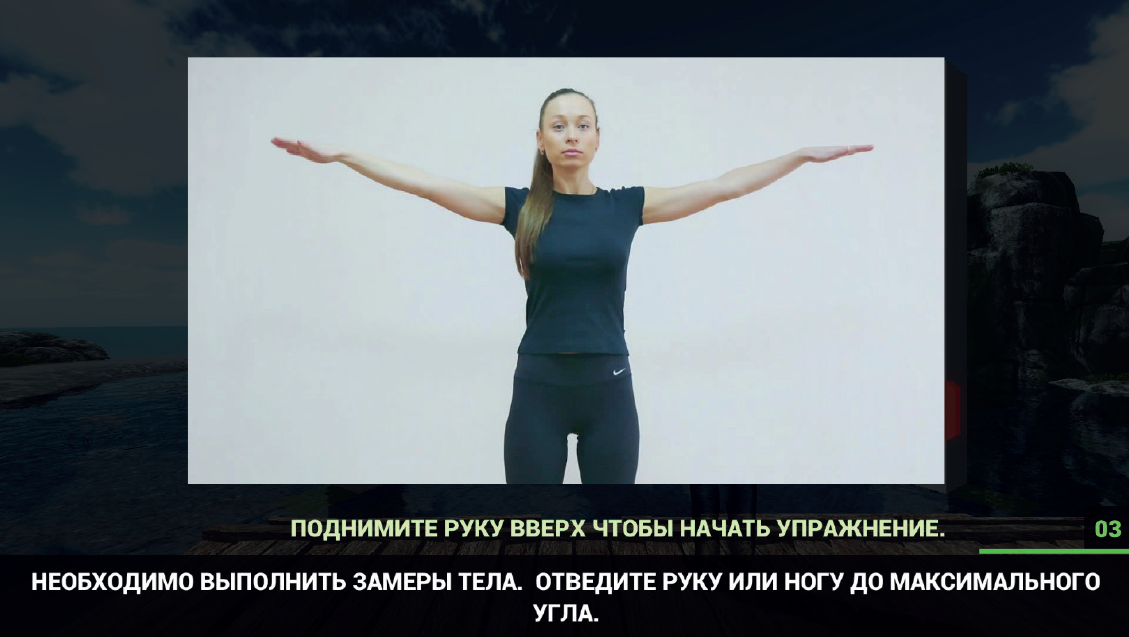 ПОДНИМИТЕ РУКУ ВВЕРХ ЧТОБЫ НАЧАТЬ УПРАЖНЕНИЕ.
03
НЕОБХОДИМО ВЫПОЛНИТЬ ЗАМЕРЫ ТЕЛА. ОТВЕДИТЕ РУКУ ИЛИ НОГУ ДО МАКСИМАЛЬНОГО
УГЛА.